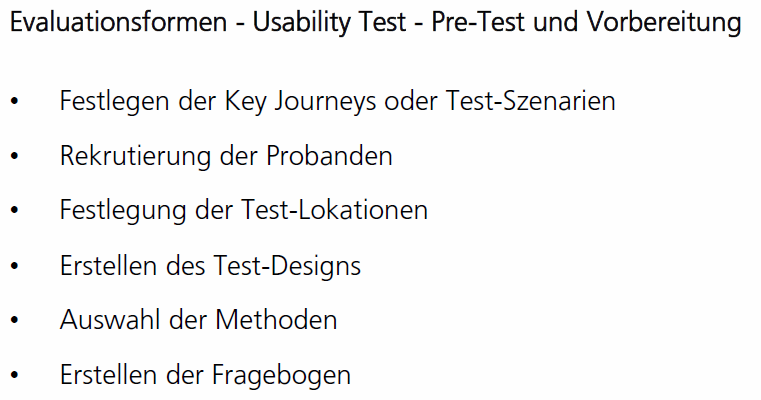 Evaluationsformen - Usability Test - Pre-Test und Vorbereitung
• Festlegen der Key Journeys oder Test-Szenarien
• Rekrutierung der Probanden
• Festlegung der Test-Lokationen
• Erstellen des Test-Designs
• Auswahl der Methoden
• Erstellen der Fragebogen